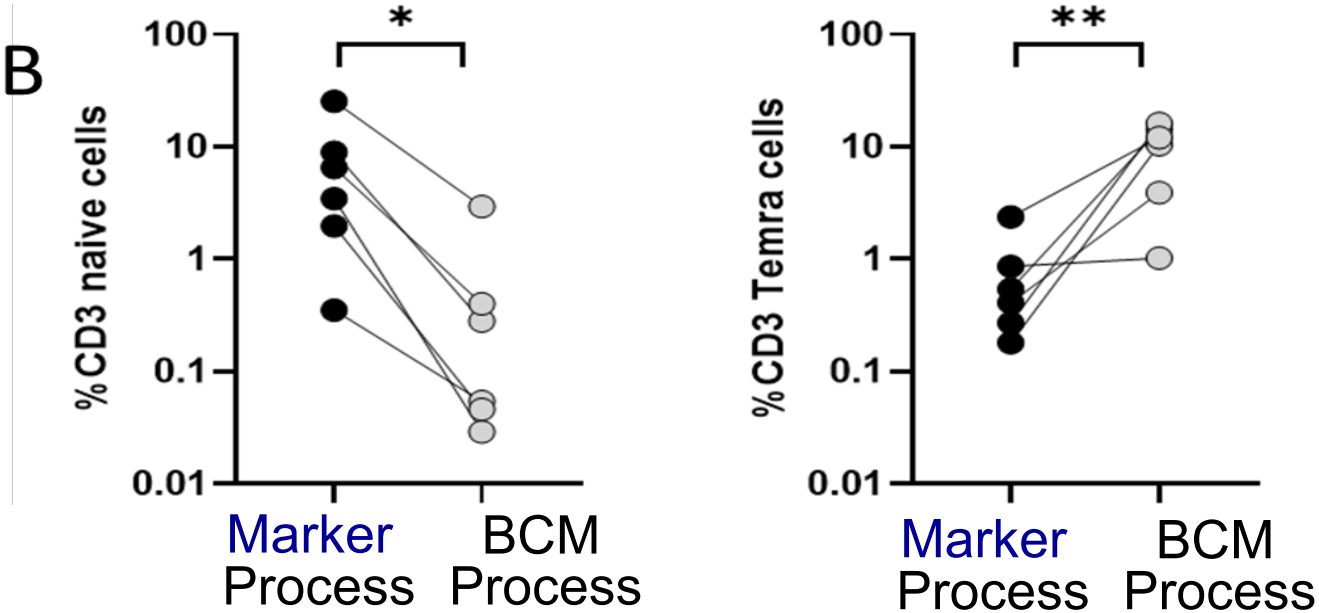 B
*
100
10
1
0.1
0.01
%CD3 naive cells
Marker
Process
BCM
Process
**
100
10
1
0.1
0.01
%CD3 Temra cells
Marker
Process
BCM
Process